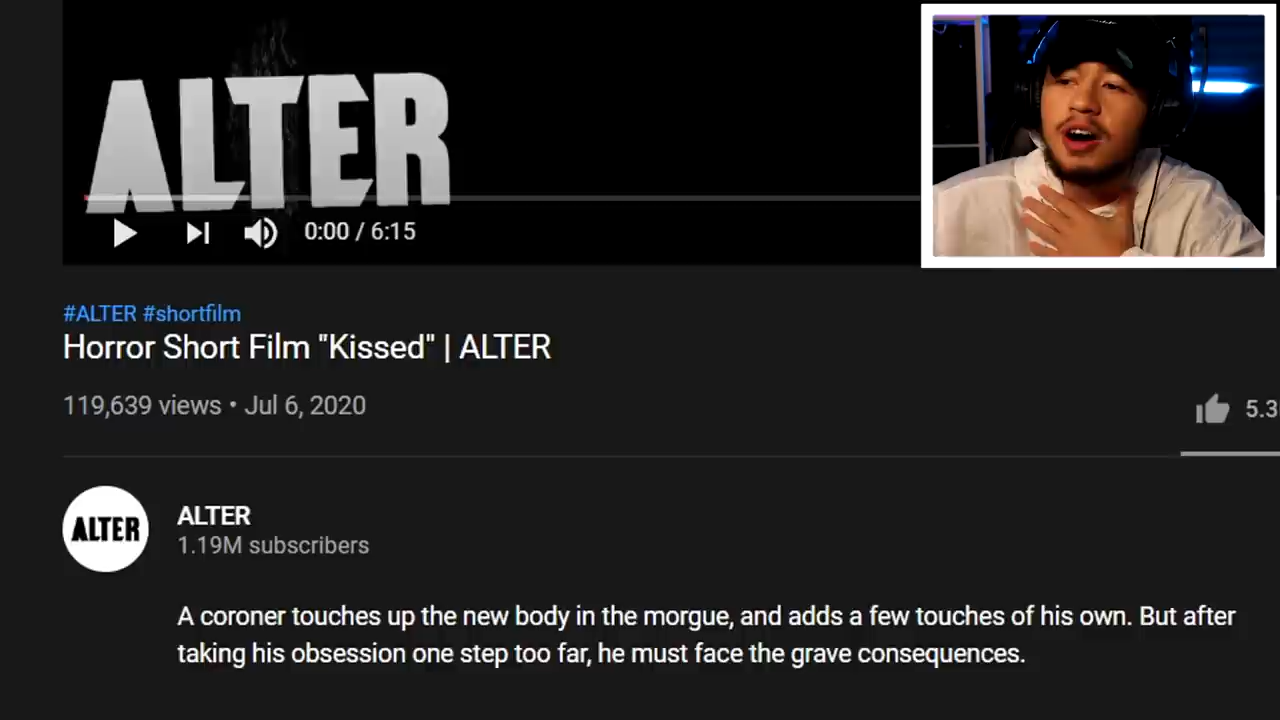 ALTER
0:00 / 6:15
#ALTER #shortfilm
Horror Short Film "Kissed" | ALTER
119,639 views • Jul 6, 2020
5.3
ALTER
ALTER
1.19M subscribers
A coroner touches up the new body in the morgue, and adds a few touches of his own. But after
taking his obsession one step too far, he must face the grave consequences.